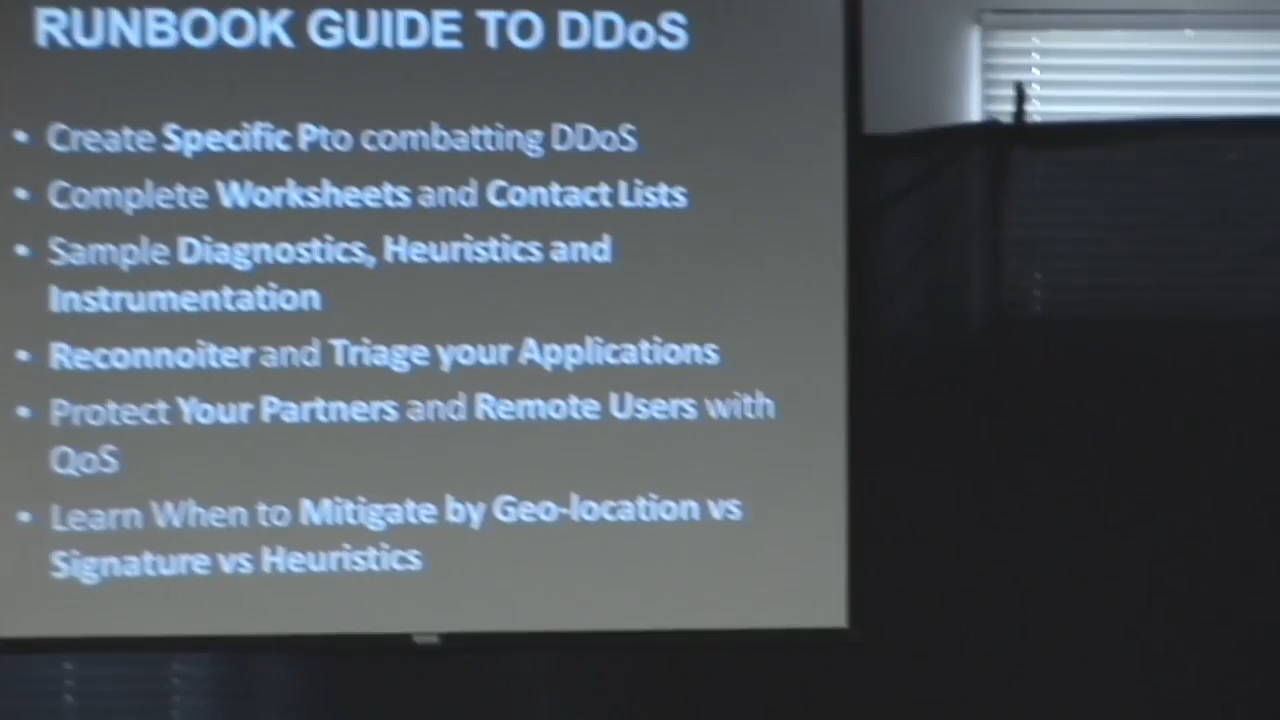 RUNBOOK GUIDE TO DDoS
• Create Specific Pto combatting DDoS
• Complete Worksheets and Contact Lists
• Sample Diagnostics, Heuristics and
Instrumentation
• Reconnoiter and Triage your Applications
• Protect Your Partners and Remote Users with
QoS
• Learn When to Mitigate by Geo-location vs
Signature vs Heuristics